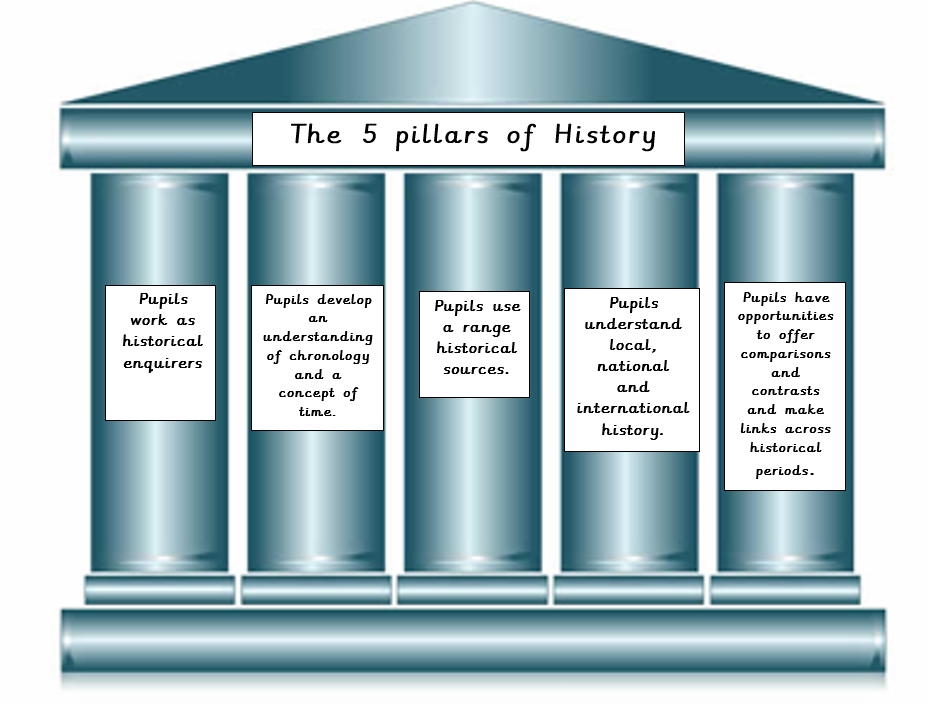 The 5 pillars of History
Pupils
work as
historical
enquirers
Pupils develop
an
understanding
of chronology
and a
concept of
time.
Pupils use
a range
historical
sources.
Pupils
understand
local,
national
and
international
history.
Pupils have
opportunities
to offer
comparisons
and
contrasts
and make
links across
historical
periods.